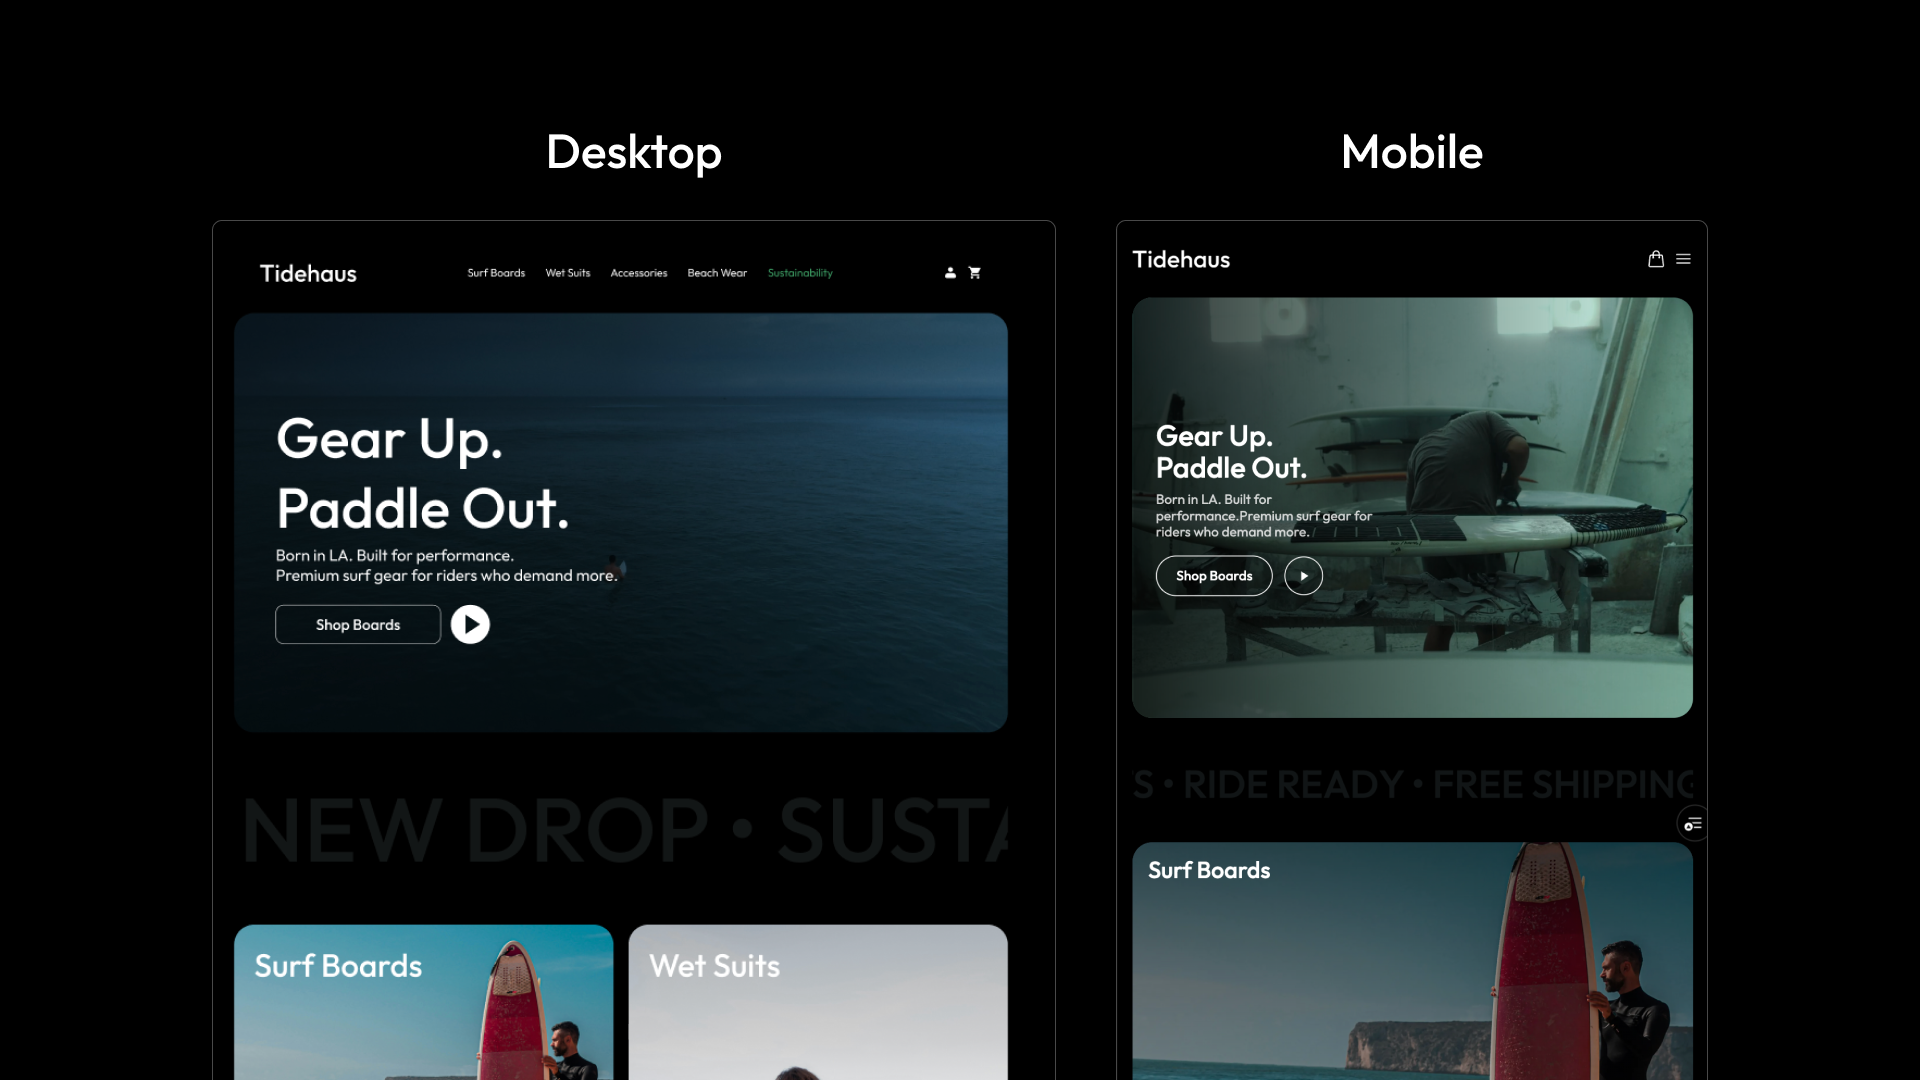 Desktop
Mobile
Tidehaus
Surf Boards
Wet Suits
Accessories
Beach Wear
Sustainability
Gear Up.
Paddle Out.
Born in LA. Built for performance.
Premium surf gear for riders who demand more.
Shop Boards
NEW DROP • SUSTA
Surf Boards
Wet Suits
Tidehaus
Gear Up.
Paddle Out.
Born in LA. Built for
performance.Premium surf gear for
riders who demand more.
Shop Boards
S • RIDE READY • FREE SHIPPING
Surf Boards